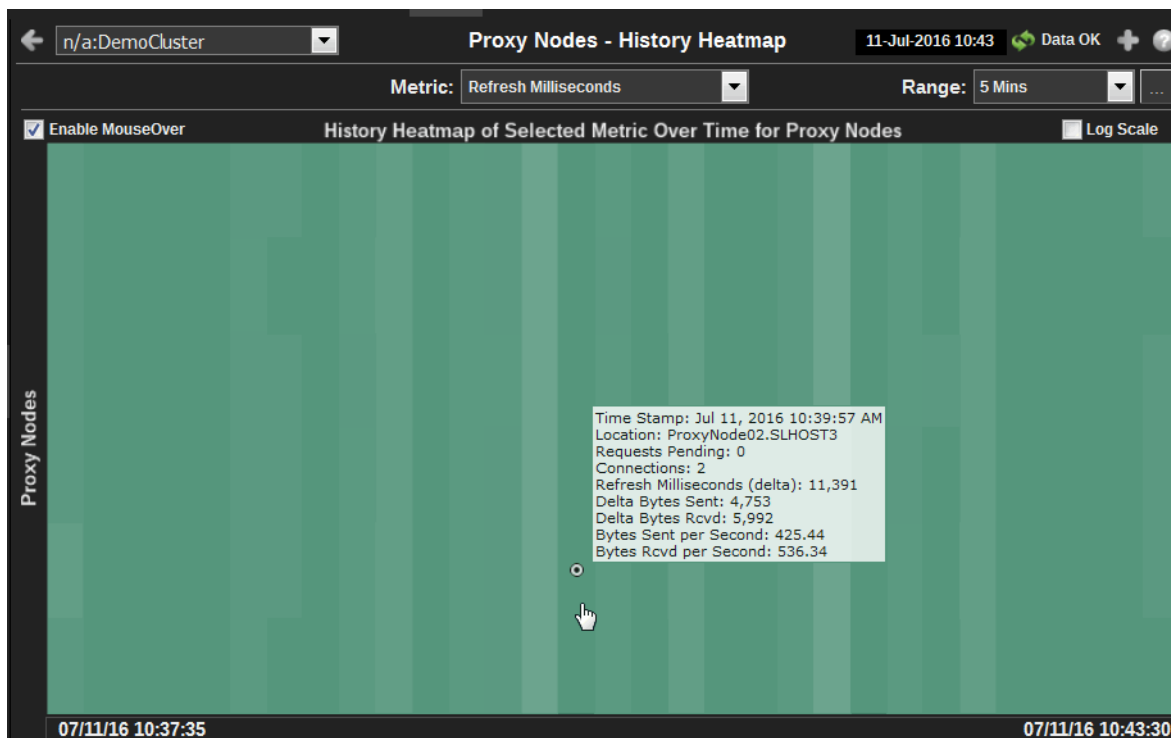 n/a:DemoCluster
Proxy Nodes - History Heatmap
11-Jul-2016 10:43
Data OK
?
Metric: Refresh Milliseconds
Range: 5 Mins
...
Enable MouseOver
History Heatmap of Selected Metric Over Time for Proxy Nodes
Log Scale
Proxy Nodes
Time Stamp: Jul 11, 2016 10:39:57 AM
Location: ProxyNode02.SLHOST3
Requests Pending: 0
Connections: 2
Refresh Milliseconds (delta): 11,391
Delta Bytes Sent: 4,753
Delta Bytes Rcvd: 5,992
Bytes Sent per Second: 425.44
Bytes Rcvd per Second: 536.34
07/11/16 10:37:35
07/11/16 10:43:30